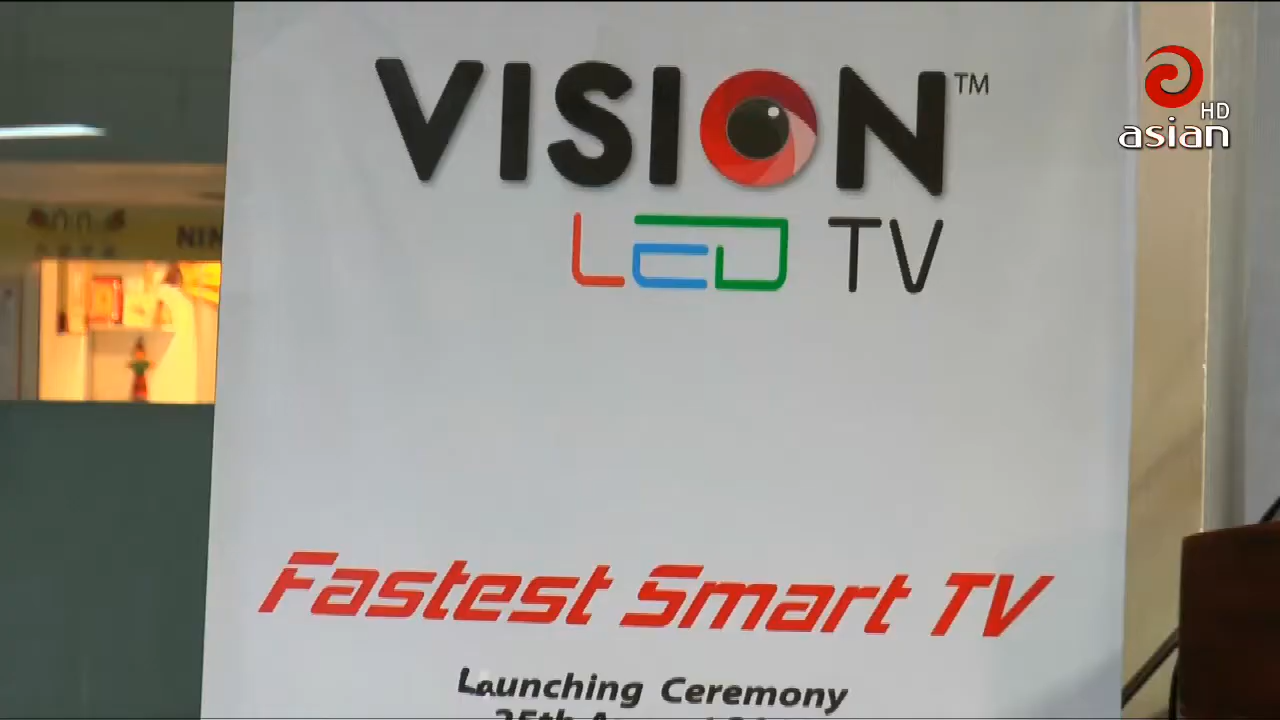 VISION™
LED TV
HD
asian
Fastest Smart TV
Launching Ceremony